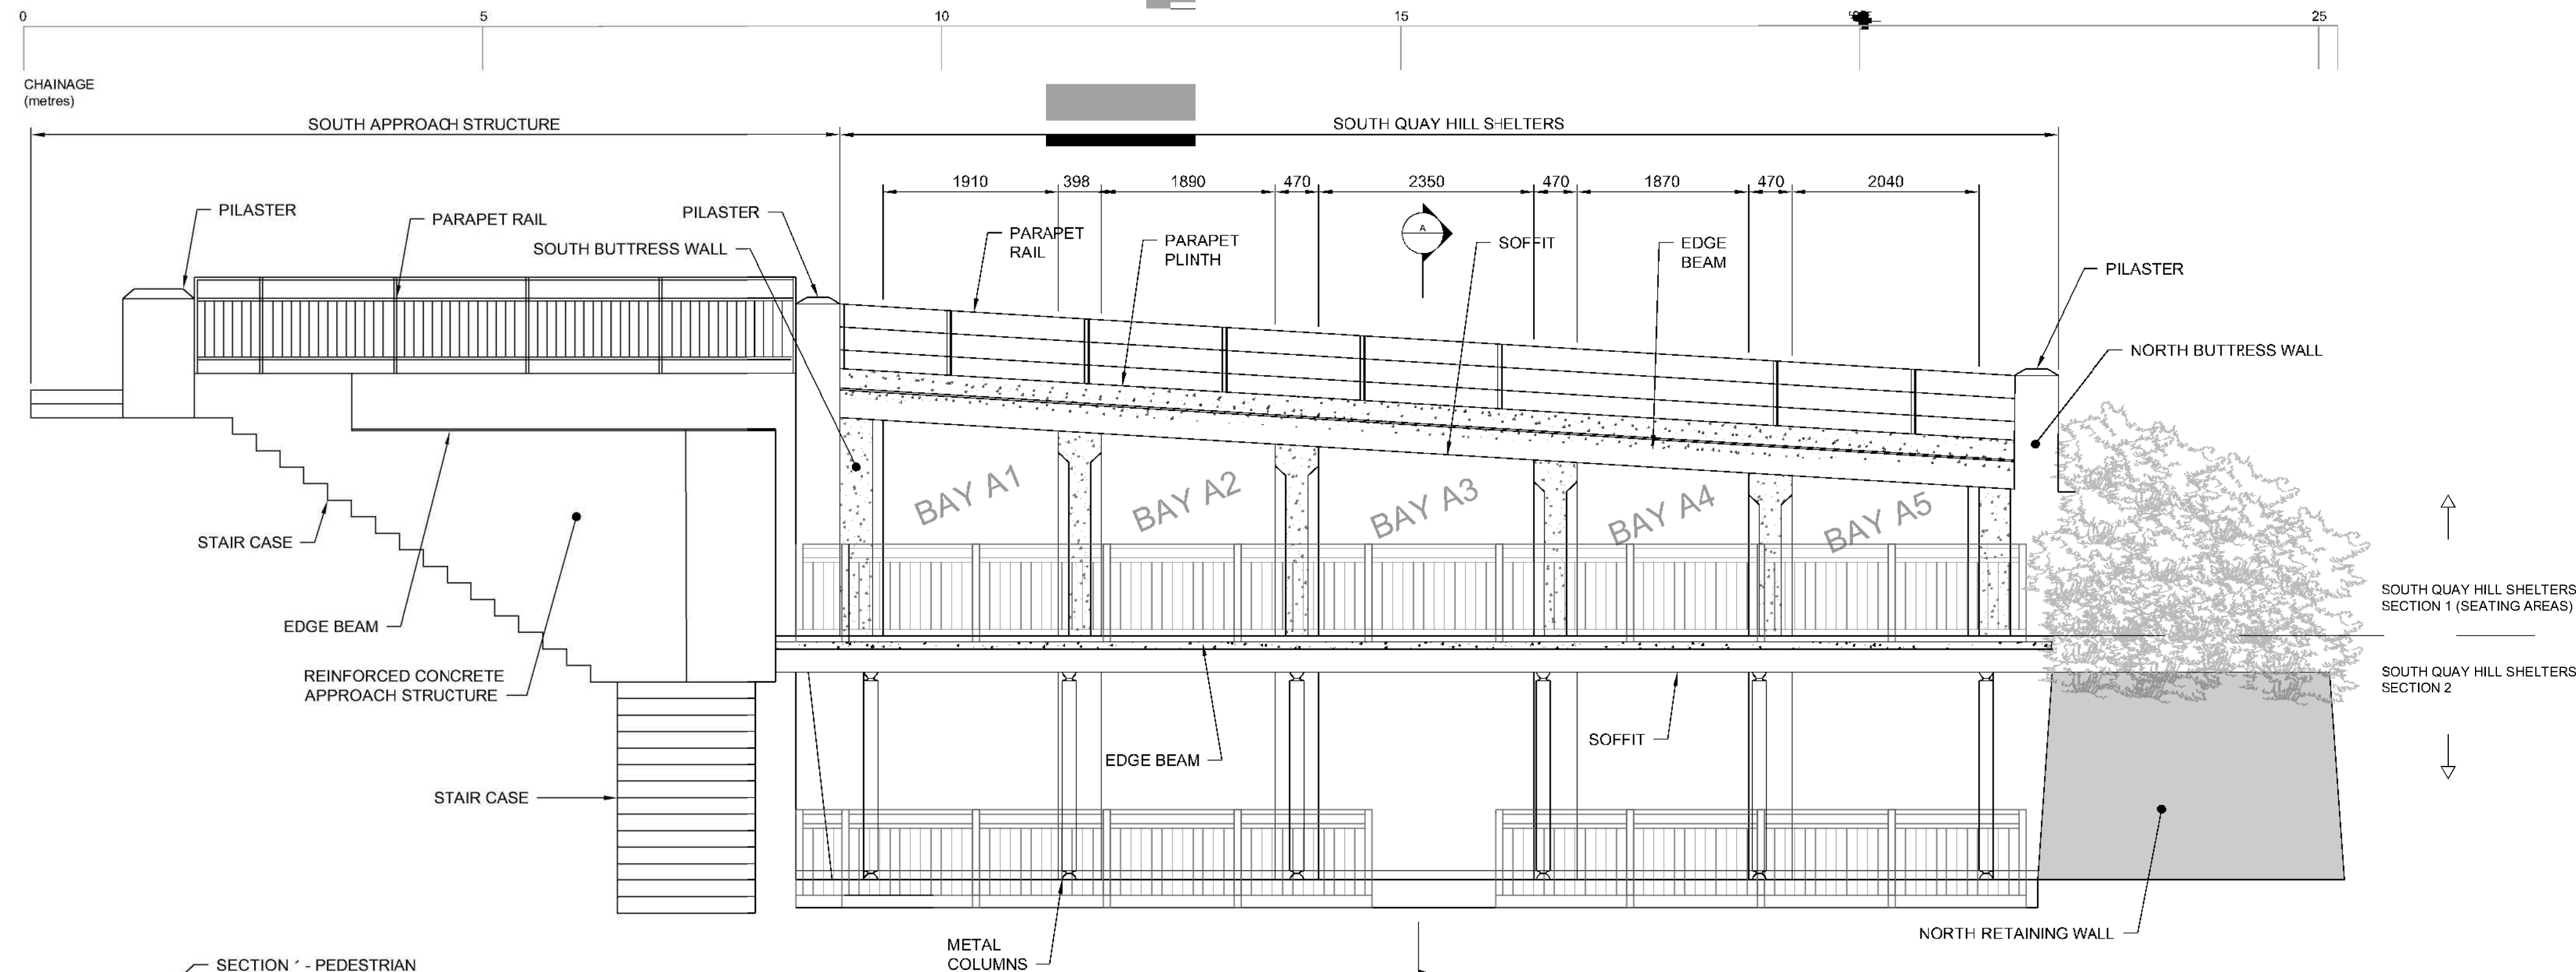 0 5 10 15 25
CHAINAGE
(metres)
SOUTH APPROACH STRUCTURE
SOUTH QUAY HILL SHELTERS
1910 398 1890 470 2350 470 1870 470 2040
PILASTER
PARAPET RAIL
PILASTER
SOUTH BUTTRESS WALL
PARAPET
RAIL
PARAPET
PLINTH
A
SOFFIT
EDGE
BEAM
PILASTER
NORTH BUTTRESS WALL
BAY A1
BAY A2
BAY A3
BAY A4
BAY A5
STAIR CASE
EDGE BEAM
REINFORCED CONCRETE
APPROACH STRUCTURE
SOUTH QUAY HILL SHELTERS
SECTION 1 (SEATING AREAS)
SOUTH QUAY HILL SHELTERS
SECTION 2
EDGE BEAM
SOFFIT
STAIR CASE
NORTH RETAINING WALL
METAL
COLUMNS
SECTION - PEDESTRIAN